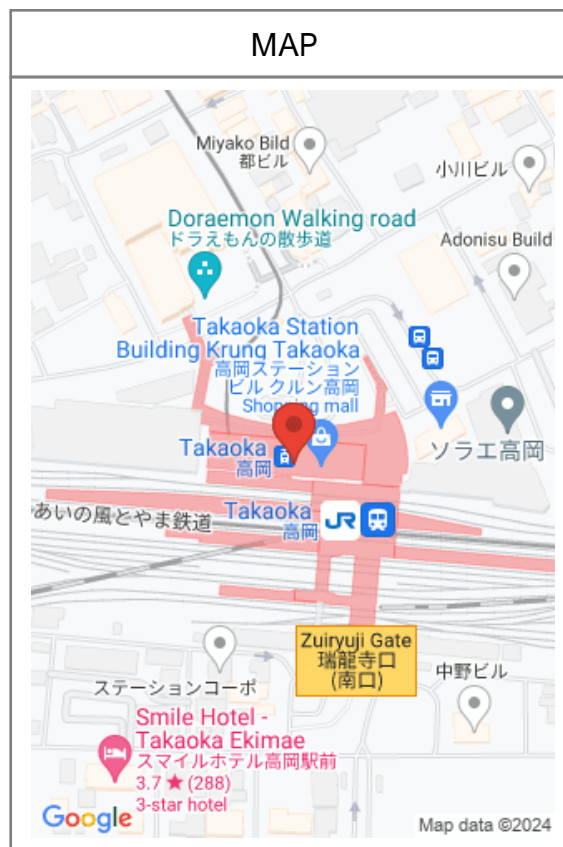 MAP
Miyako Bild
都ビル
小川ビル
Doraemon Walking road
ドラえもんの散歩道
Adonisu Build
Takaoka Station
Building Krung Takaoka
高岡ステーション
ビル クルン高岡
Shopping mall
ソラエ高岡
Takaoka
高岡
Takaoka
高岡
JR
あいの風とやま鉄道
Zuiryuji Gate
瑞龍寺口
(南口)
ステーションコーポ
中野ビル
Smile Hotel -
Takaoka Ekimae
スマイルホテル高岡駅前
3.7 ★ (288)
3-star hotel
Google
Map data ©2024